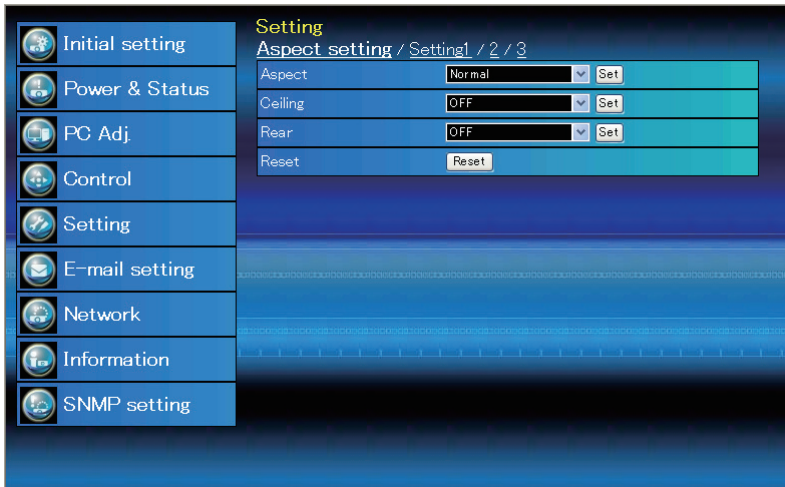 Initial setting
Power & Status
PC Adj.
Control
Setting
E-mail setting
Network
Information
SNMP setting
Setting
Aspect setting / Setting1 / 2 / 3
Aspect Normal Set
Ceiling OFF Set
Rear OFF Set
Reset Reset